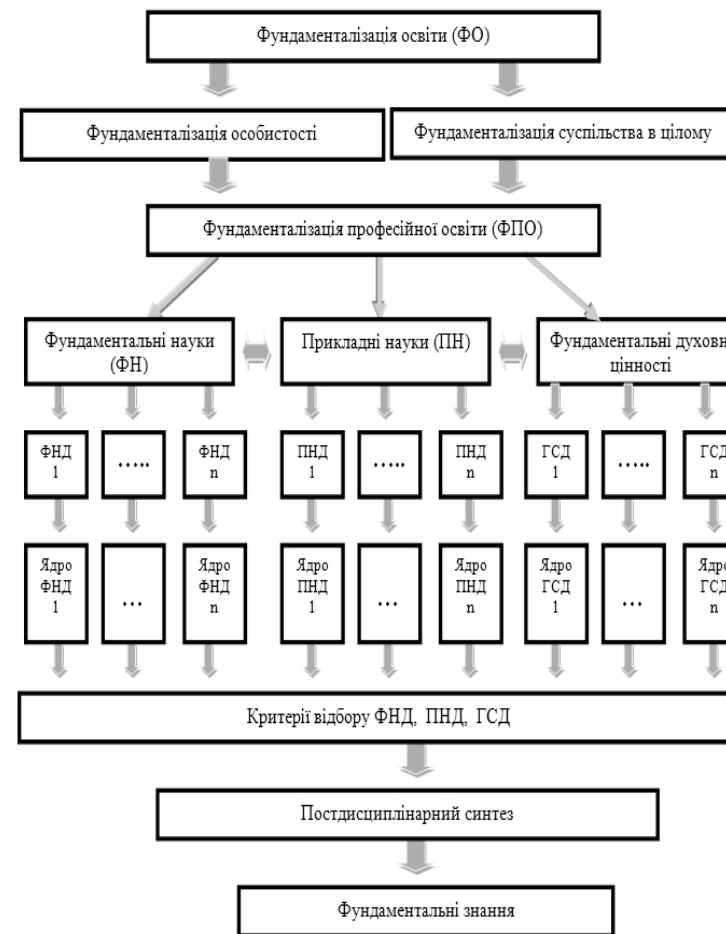 Фундаменталізація освіти (ФО)
Фундаменталізація особистості
Фундаменталізація суспільства в цілому
Фундаменталізація професійної освіти (ФПО)
Фундаментальні науки
(ФН)
Прикладні науки (ПН)
Фундаментальні духовн
цінності
ФНД
1
.....
ФНД
n
ПНД
1
.....
ПНД
n
ГСД
1
.....
ГСД
n
Ядро
ФНД
1
...
Ядро
ФНД
n
Ядро
ПНД
1
...
Ядро
ПНД
n
Ядро
ГСД
1
...
Ядро
ГСД
n
Критерії відбору ФНД, ПНД, ГСД
Постдисциплінарний синтез
Фундаментальні знання